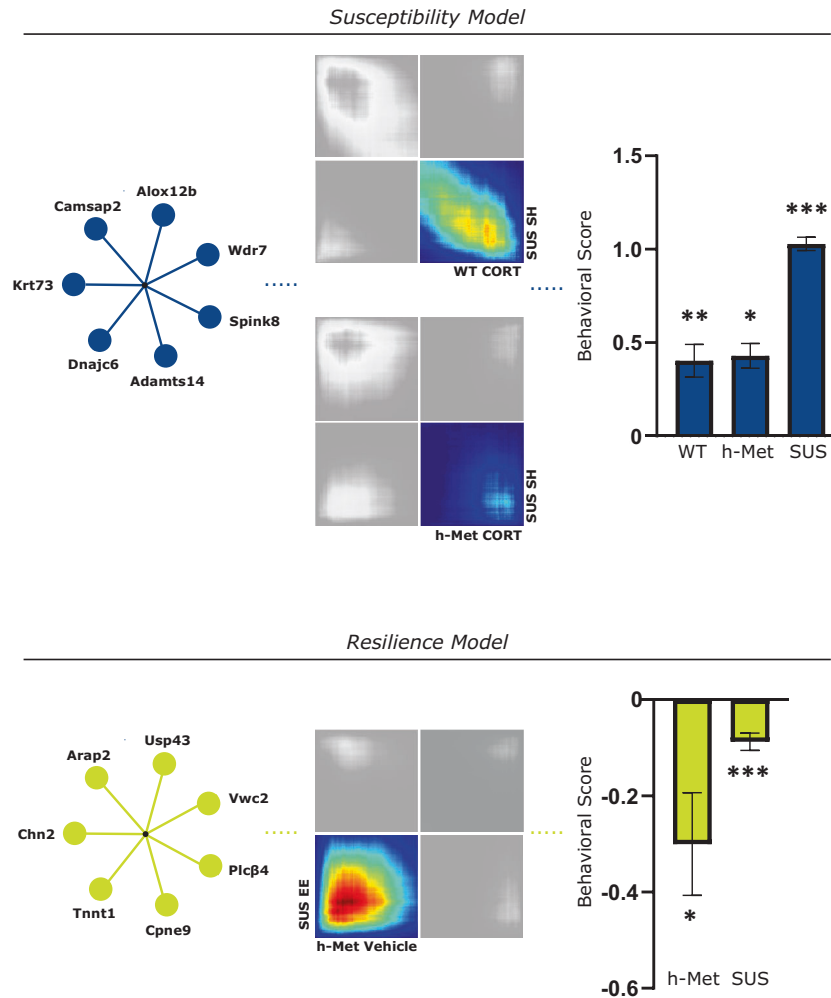 Susceptibility Model
Alox12b
Camsap2
Wdr7
Krt73
Spink8
Dnajc6
Adamts14
SUS SH
WT CORT
SUS SH
h-Met CORT
Behavioral Score
1.5
1.0
0.5
0
**
*
***
WT h-Met SUS
Resilience Model
Usp43
Arap2
Vwc2
Chn2
Plcβ4
Tnnt1
Cpne9
SUS EE
h-Met Vehicle
Behavioral Score
0
-0.2
-0.4
-0.6
***
*
h-Met SUS